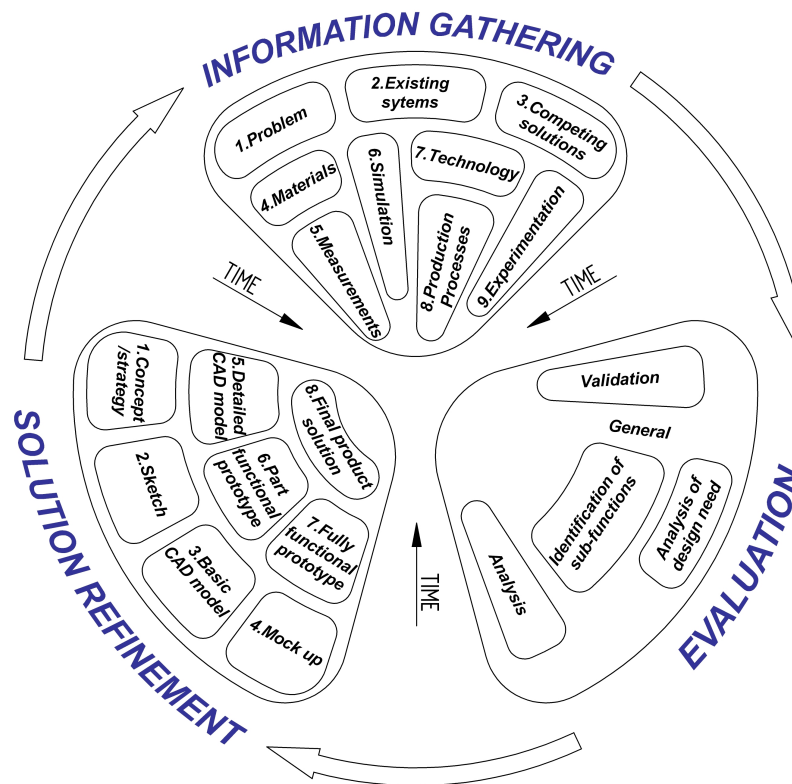 INFORMATION GATHERING
1.Problem
2.Existing
sytems
3.Competing
solutions
4.Materials
5.Measurements
6.Simulation
7.Technology
8.Production
Processes
9.Experimentation
TIME
TIME
TIME
EVALUATION
Validation
General
Identification of
sub-functions
Analysis of
design need
Analysis
SOLUTION REFINEMENT
1.Concept
/strategy
2.Sketch
3.Basic
CAD model
4.Mock up
5.Detailed
CAD model
6.Part
functional
prototype
7.Fully
functional
prototype
8.Final product
solution